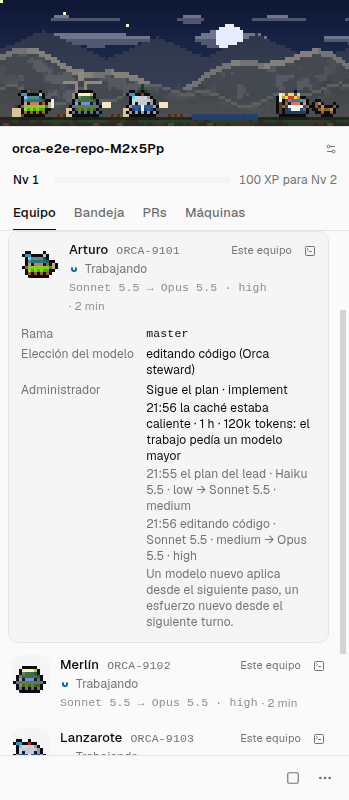 orca-e2e-repo-M2x5Pp
Nv 1 100 XP para Nv 2
Equipo Bandeja PRs Máquinas
Arturo ORCA-9101 Este equipo
Trabajando
Sonnet 5.5 → Opus 5.5 · high
· 2 min
Rama master
Elección del modelo editando código (Orca
steward)
Administrador Sigue el plan · implement
21:56 la caché estaba
caliente · 1 h · 120k tokens: el
trabajo pedía un modelo
mayor
21:55 el plan del lead · Haiku
5.5 · low → Sonnet 5.5 ·
medium
21:56 editando código ·
Sonnet 5.5 · medium → Opus
5.5 · high
Un modelo nuevo aplica
desde el siguiente paso, un
esfuerzo nuevo desde el
siguiente turno.
Merlín ORCA-9102 Este equipo
Trabajando
Sonnet 5.5 → Opus 5.5 · high · 2 min
Lanzarote ORCA-9103 Este equipo
Trabajando